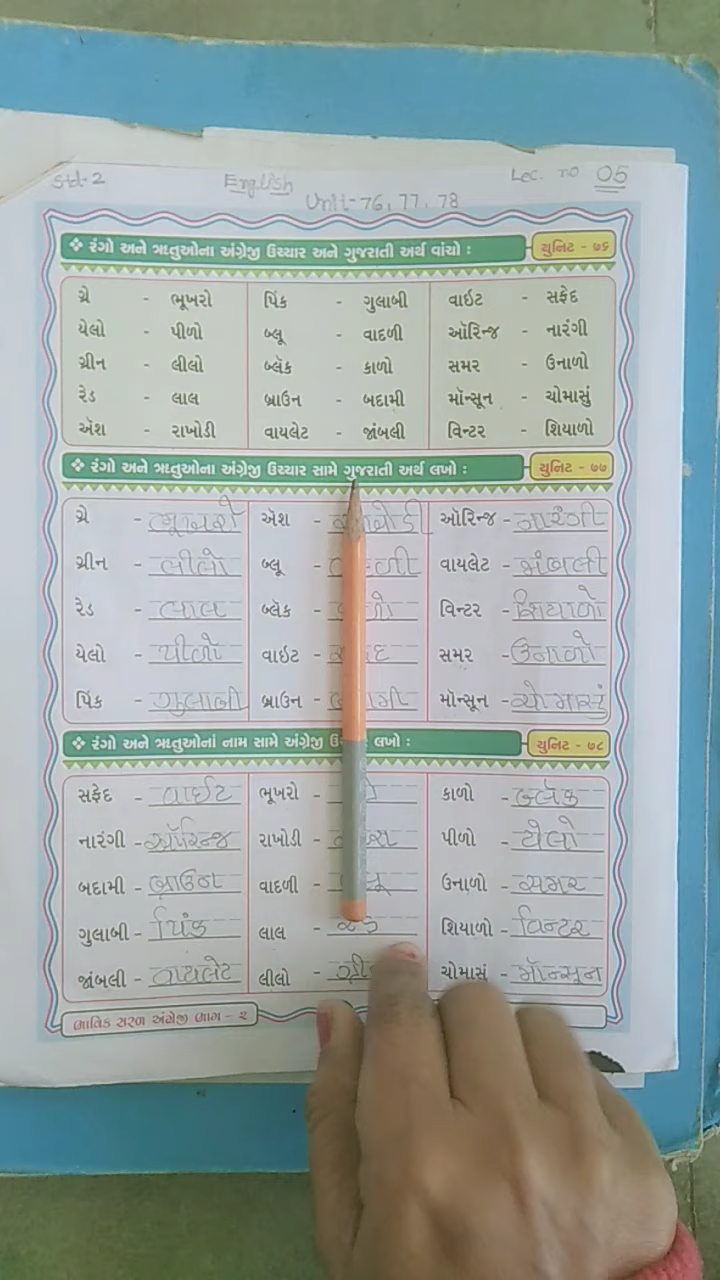 Std-2 English Lec. no 05
Unit-76, 77, 78
❖ રંગો અને ઋતુઓના અંગ્રેજી ઉચ્ચાર અને ગુજરાતી અર્થ વાંચો : યુનિટ - ૭૬
ગ્રે - ભૂખરો પિંક - ગુલાબી વાઇટ - સફેદ
યેલો - પીળો બ્લૂ - વાદળી ઑરિન્જ - નારંગી
ગ્રીન - લીલો બ્લૅક - કાળો સમર - ઉનાળો
રેડ - લાલ બ્રાઉન - બદામી મૉન્સૂન - ચોમાસું
ઍશ - રાખોડી વાયલેટ - જાંબલી વિન્ટર - શિયાળો
❖ રંગો અને ઋતુઓના અંગ્રેજી ઉચ્ચાર સામે ગુજરાતી અર્થ લખો : યુનિટ - ૭૭
ગ્રે - ભૂખરો ઍશ - ઑરિન્જ - નારંગી
ગ્રીન - લીલો બ્લૂ - વાયલેટ - જાંબલી
રેડ - લાલ બ્લૅક - વિન્ટર - શિયાળો
યેલો - પીળો વાઇટ - સમર - ઉનાળો
પિંક - ગુલાબી બ્રાઉન - મૉન્સૂન - ચોમાસું
❖ રંગો અને ઋતુઓનાં નામ સામે અંગ્રેજી લખો : યુનિટ - ૭૮
સફેદ - વાઈટ ભૂખરો - કાળો - બ્લૅક
નારંગી - ઑરિન્જ રાખોડી - પીળો - યેલો
બદામી - બ્રાઉન વાદળી - ઉનાળો - સમર
ગુલાબી - પિંક લાલ - રેડ શિયાળો - વિન્ટર
જાંબલી - વાયલેટ લીલો - ચોમાસું - મૉન્સૂન
ભાવિક સરળ અંગ્રેજી ભાગ - ૨